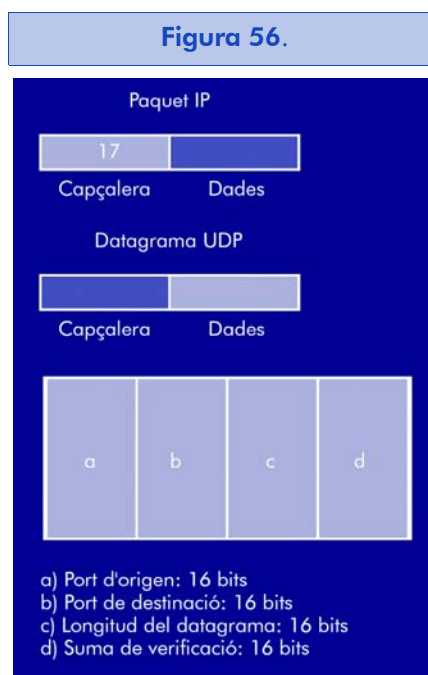 Figura 56.
Paquet IP
17
Capçalera Dades
Datagrama UDP
Capçalera Dades
a b c d
a) Port d'origen: 16 bits
b) Port de destinació: 16 bits
c) Longitud del datagrama: 16 bits
d) Suma de verificació: 16 bits